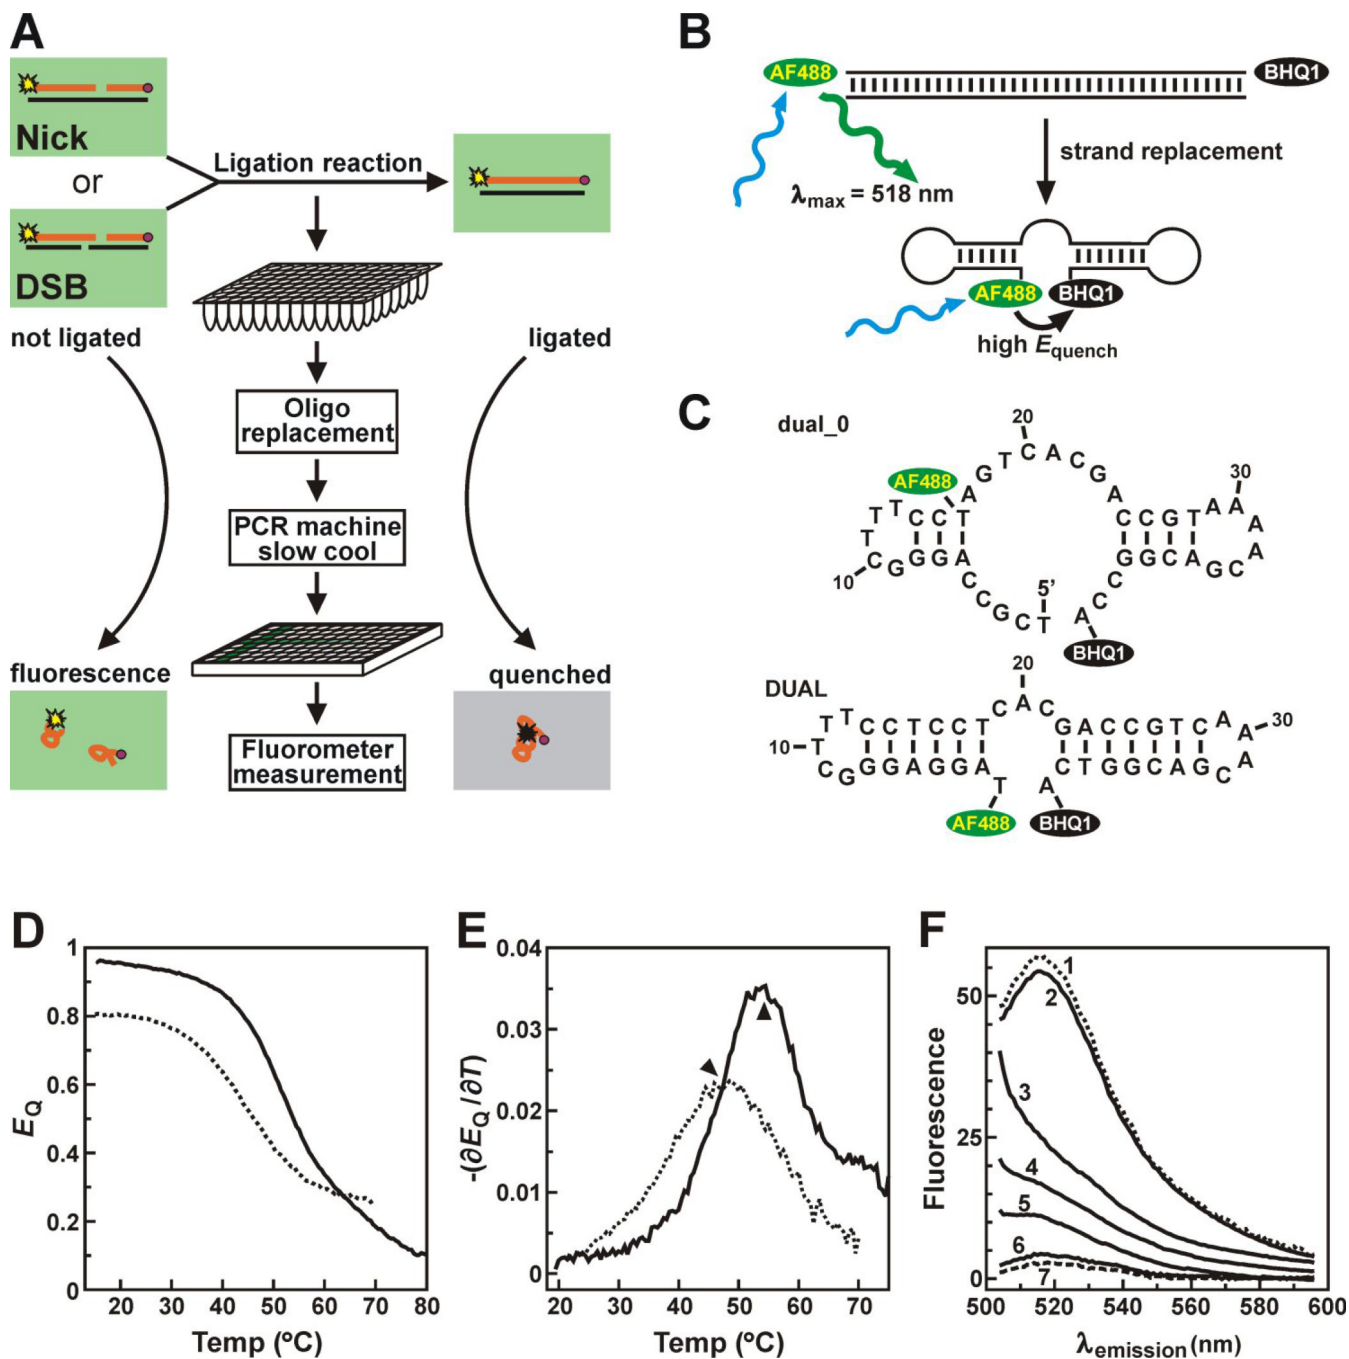 A
Nick
or
DSB
Ligation reaction
not ligated
ligated
Oligo
replacement
PCR machine
slow cool
fluorescence
quenched
Fluorometer
measurement
B
AF488
BHQ1
strand replacement
λmax = 518 nm
AF488
BHQ1
high Equench
C
dual_0
20
G T C A C G
A A
AF488
30
T T C C T
C C G T A A A
T
A
10
C G G G A
G G C A G C
A
C C G C T
5'
C C A
BHQ1
DUAL
20
C A C
T T C C T C C T
G A C C G T C A A
30
10
T
A
C G G G A G G A T
A C T G G C A G C A
AF488
BHQ1
D
1
0.8
0.6
0.4
0.2
0
EQ
20 30 40 50 60 70 80
Temp (ºC)
E
0.04
0.03
0.02
0.01
0
-(∂EQ/∂T)
20 30 40 50 60 70
Temp (ºC)
F
50
25
0
Fluorescence
1
2
3
4
5
6
7
500 520 540 560 580 600
λemission (nm)